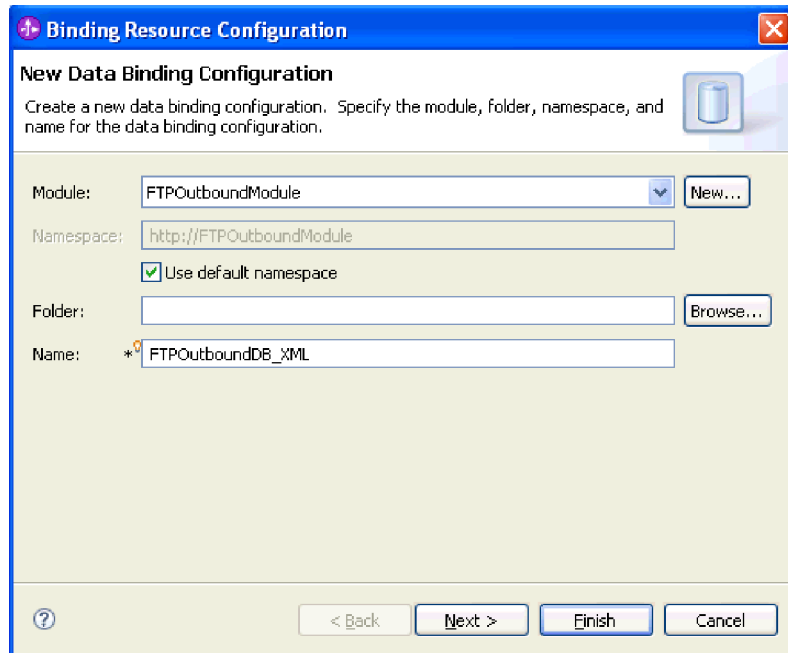 Binding Resource Configuration
New Data Binding Configuration
Create a new data binding configuration. Specify the module, folder, namespace, and
name for the data binding configuration.
Module: FTPOutboundModule New...
Namespace: http://FTPOutboundModule
Use default namespace
Folder: Browse...
Name: * FTPOutboundDB_XML
? < Back Next > Finish Cancel